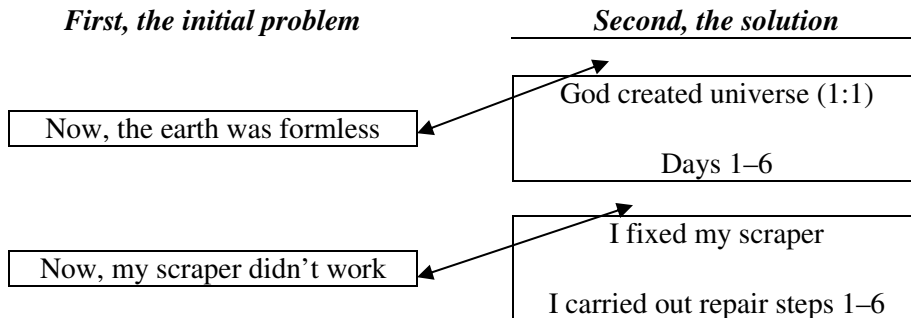 First, the initial problem
Second, the solution
God created universe (1:1)
Now, the earth was formless
Days 1–6
I fixed my scraper
Now, my scraper didn’t work
I carried out repair steps 1–6